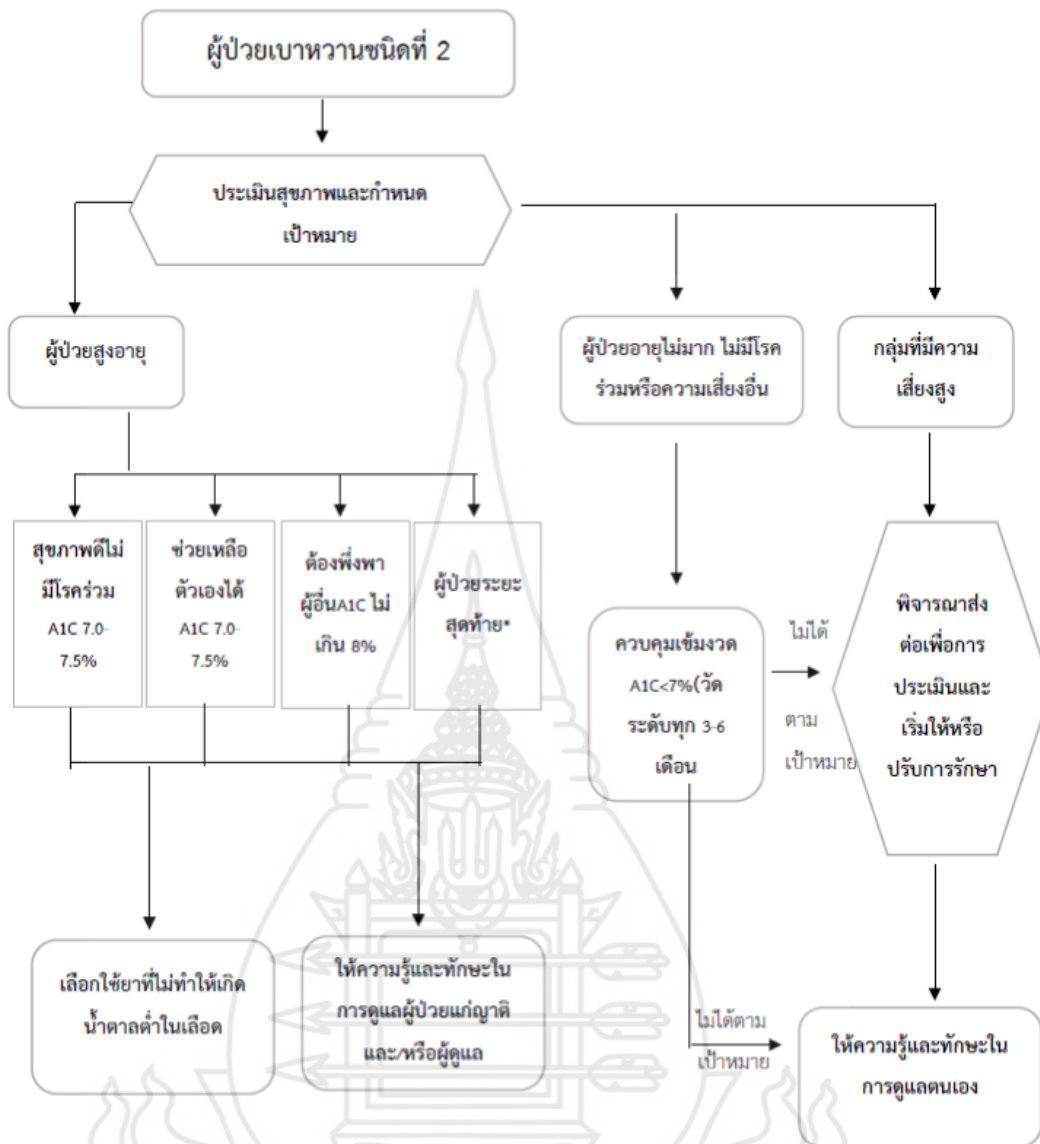 ผู้ป่วยเบาหวานชนิดที่ 2
ประเมินสุขภาพและกำหนด
เป้าหมาย
ผู้ป่วยสูงอายุ
ผู้ป่วยอายุไม่มาก ไม่มีโรค
ร่วมหรือความเสี่ยงอื่น
กลุ่มที่มีความ
เสี่ยงสูง
สุขภาพดีไม่
มีโรคร่วม
A1C 7.0-
7.5%
ช่วยเหลือ
ตัวเองได้
A1C 7.0-
7.5%
ต้องพึ่งพา
ผู้อื่นA1C ไม่
เกิน 8%
ผู้ป่วยระยะ
สุดท้าย*
ควบคุมเข้มงวด
A1C<7%(วัด
ระดับทุก 3-6
เดือน
ไม่ได้
ตาม
เป้าหมาย
พิจารณาส่ง
ต่อเพื่อการ
ประเมินและ
เริ่มให้หรือ
ปรับการรักษา
เลือกใช้ยาที่ไม่ทำให้เกิด
น้ำตาลต่ำในเลือด
ให้ความรู้และทักษะใน
การดูแลผู้ป่วยแก่ญาติ
และ/หรือผู้ดูแล
ไม่ได้ตาม
เป้าหมาย
ให้ความรู้และทักษะใน
การดูแลตนเอง